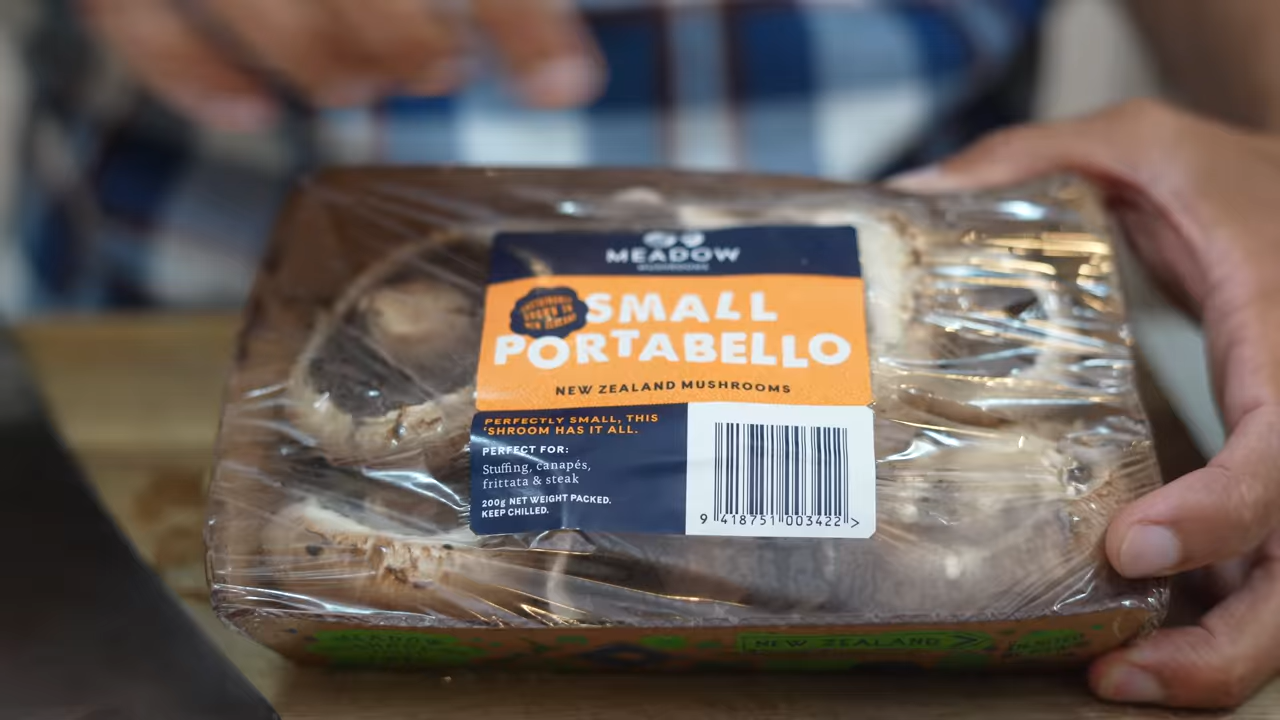 MEADOW
MUSHROOMS
SMALL
PORTABELLO
NEW ZEALAND MUSHROOMS
PERFECTLY SMALL, THIS
'SHROOM HAS IT ALL.
PERFECT FOR:
Stuffing, canapés,
frittata & steak
200g NET WEIGHT PACKED.
KEEP CHILLED.
9 418751 003422 >
NEW ZEALAND